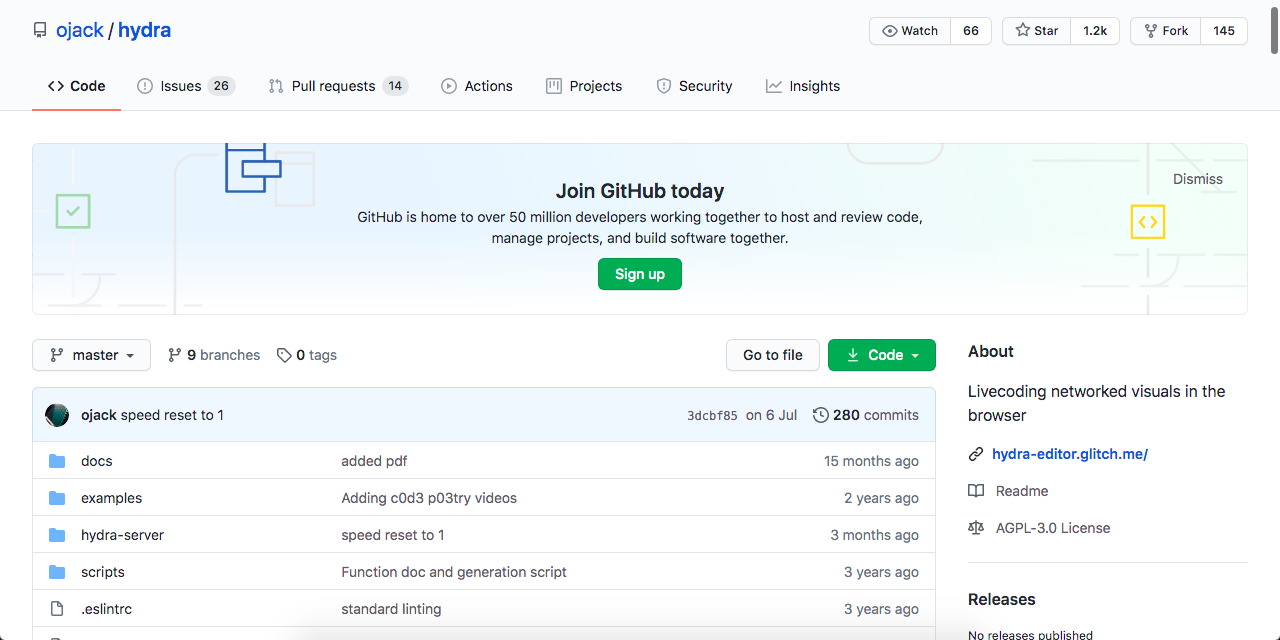 ojack / hydra
Watch 66 Star 1.2k Fork 145
Code Issues 26 Pull requests 14 Actions Projects Security Insights
Dismiss
Join GitHub today
GitHub is home to over 50 million developers working together to host and review code,
manage projects, and build software together.
Sign up
master 9 branches 0 tags Go to file Code
ojack speed reset to 1 3dcbf85 on 6 Jul 280 commits
docs added pdf 15 months ago
examples Adding c0d3 p03try videos 2 years ago
hydra-server speed reset to 1 3 months ago
scripts Function doc and generation script 3 years ago
.eslintrc standard linting 3 years ago
About
Livecoding networked visuals in the
browser
hydra-editor.glitch.me/
Readme
AGPL-3.0 License
Releases
No releases published